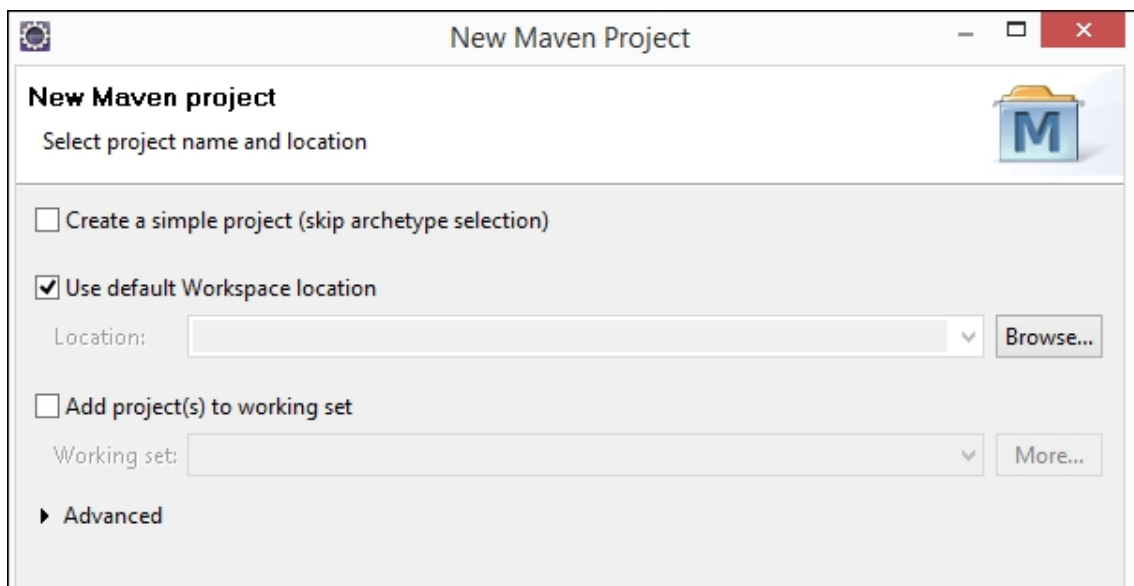 New Maven Project
New Maven project
Select project name and location
M
Create a simple project (skip archetype selection)
Use default Workspace location
Location:
Browse...
Add project(s) to working set
Working set:
More...
Advanced